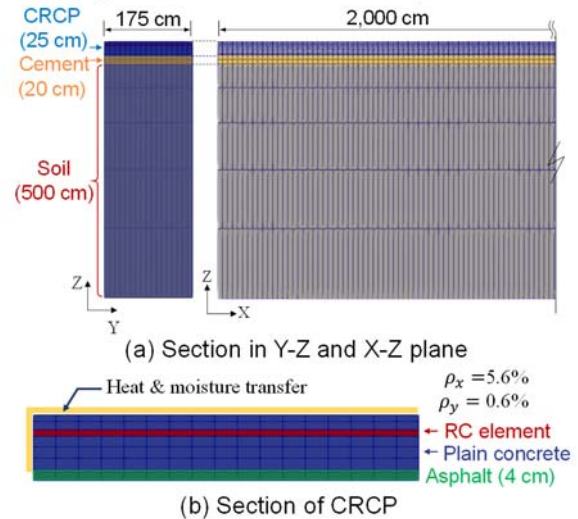 175 cm
2,000 cm
CRCP
(25 cm)
Cement
(20 cm)
Soil
(500 cm)
Z
Y
Z
X
(a) Section in Y-Z and X-Z plane
Heat & moisture transfer
ρx =5.6%
ρy =0.6%
RC element
Plain concrete
Asphalt (4 cm)
(b) Section of CRCP